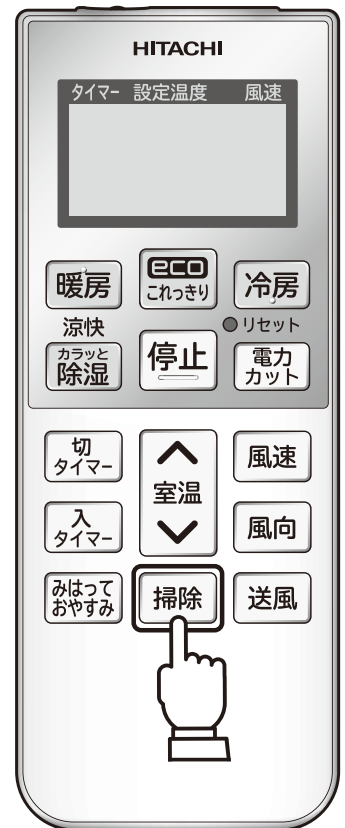 HITACHI
タイマー 設定温度 風速
暖房
eco
これっきり
冷房
涼快
カラッと
除湿
停止
リセット
電力
カット
切
タイマー
室温
風速
入
タイマー
風向
みはって
おやすみ
掃除
送風